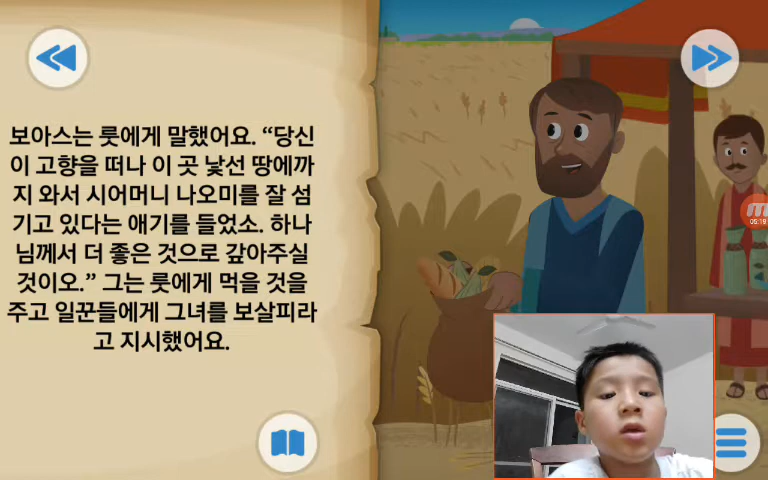 보아스는 룻에게 말했어요. “당신
이 고향을 떠나 이 곳 낯선 땅에까
지 와서 시어머니 나오미를 잘 섬
기고 있다는 얘기를 들었소. 하나
님께서 더 좋은 것으로 갚아주실
것이오.” 그는 룻에게 먹을 것을
주고 일꾼들에게 그녀를 보살피라
고 지시했어요.
05:19